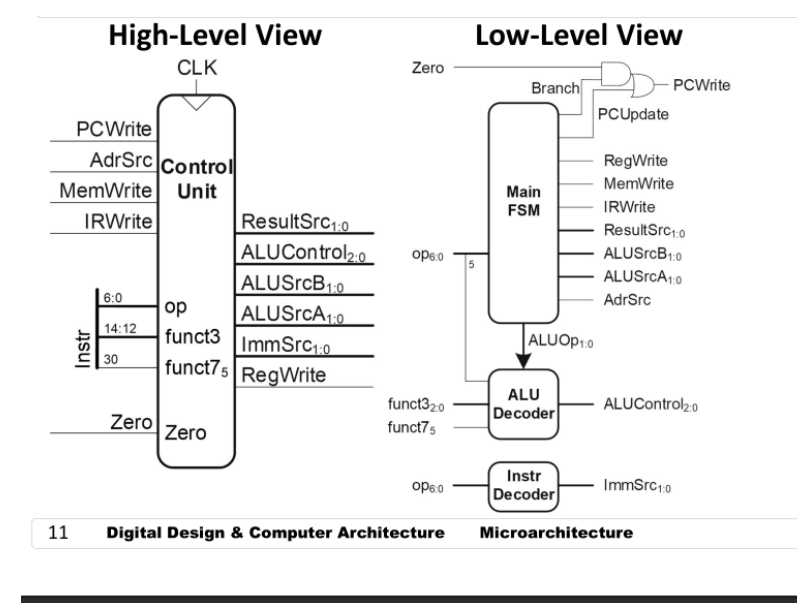 High-Level View
CLK
PCWrite
AdrSrc
MemWrite
IRWrite
Control
Unit
ResultSrc1:0
ALUControl2:0
ALUSrcB1:0
ALUSrcA1:0
ImmSrc1:0
RegWrite
Instr
6:0
op
14:12
funct3
30
funct75
Zero
Zero
Low-Level View
Zero
Branch
PCWrite
PCUpdate
Main
FSM
RegWrite
MemWrite
IRWrite
ResultSrc1:0
ALUSrcB1:0
ALUSrcA1:0
AdrSrc
op6:0
5
ALUOp1:0
ALU
Decoder
funct32:0
funct75
ALUControl2:0
op6:0
Instr
Decoder
ImmSrc1:0
11 Digital Design & Computer Architecture Microarchitecture